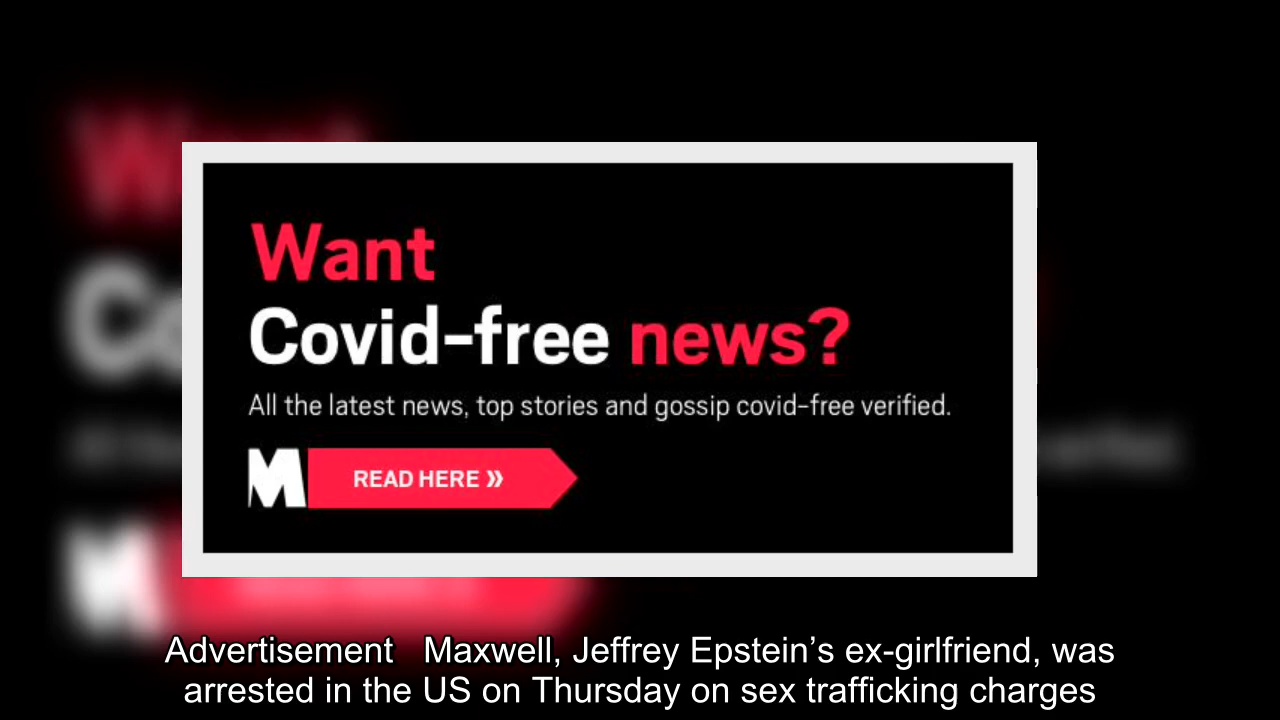 Want
Covid-free news?
All the latest news, top stories and gossip covid-free verified.
M READ HERE »
Advertisement Maxwell, Jeffrey Epstein’s ex-girlfriend, was
arrested in the US on Thursday on sex trafficking charges